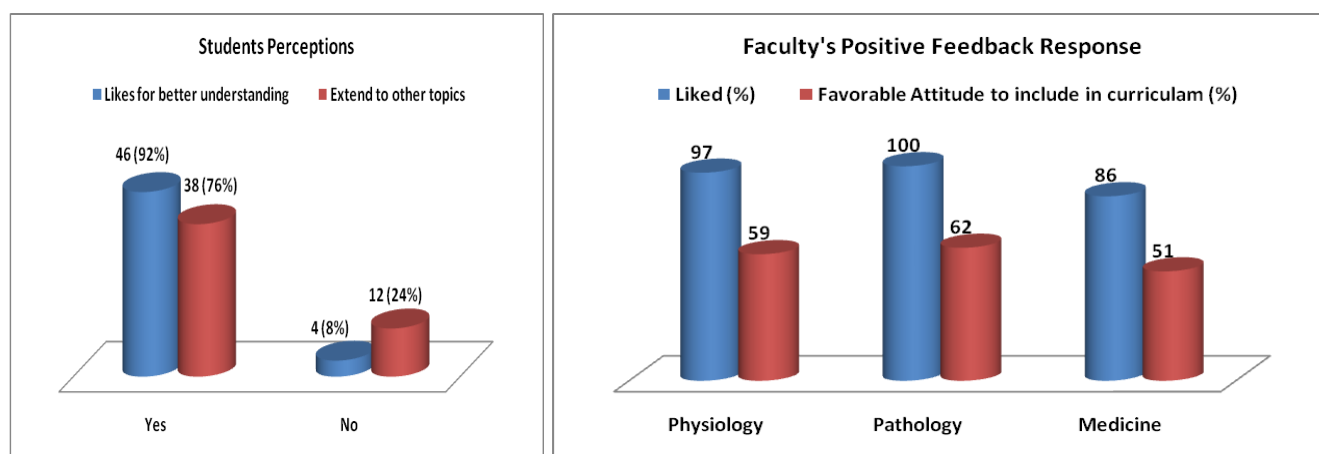 Students Perceptions
Likes for better understanding Extend to other topics
46 (92%)
38 (76%)
4 (8%)
12 (24%)
Yes No
Faculty's Positive Feedback Response
Liked (%) Favorable Attitude to include in curriculam (%)
97
59
100
62
86
51
Physiology Pathology Medicine